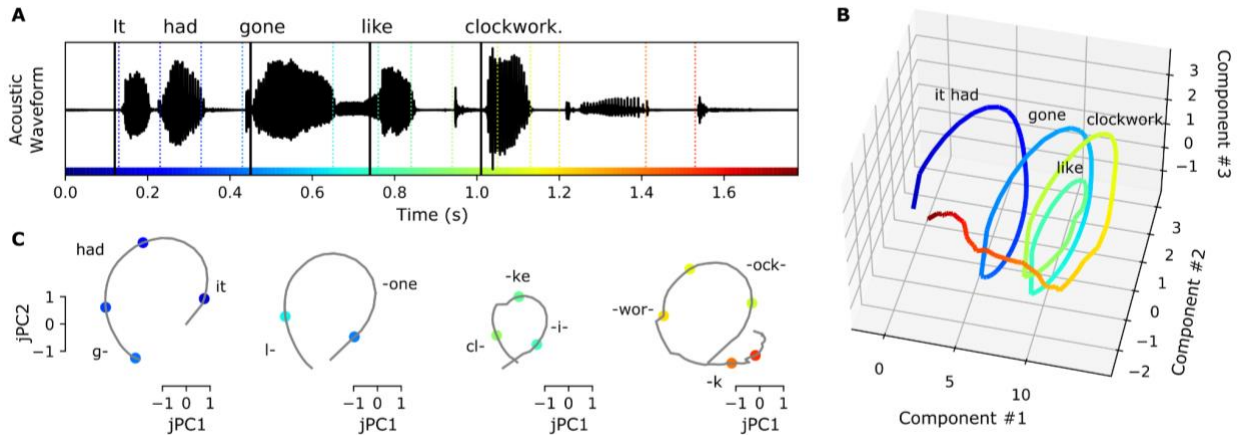 A
It had gone like clockwork.
Acoustic
Waveform
0.0 0.2 0.4 0.6 0.8 1.0 1.2 1.4 1.6
Time (s)
B
it had
gone
clockwork.
like
3
2
1
0
−1
Component #3
3
2
1
0
−1
−2
Component #2
0
5
10
Component #1
C
had
it
g-
jPC2
1
0
−1
−1 0 1
jPC1
-one
l-
−1 0 1
jPC1
-ke
-i-
cl-
−1 0 1
jPC1
-ock-
-wor-
-k
−1 0 1
jPC1